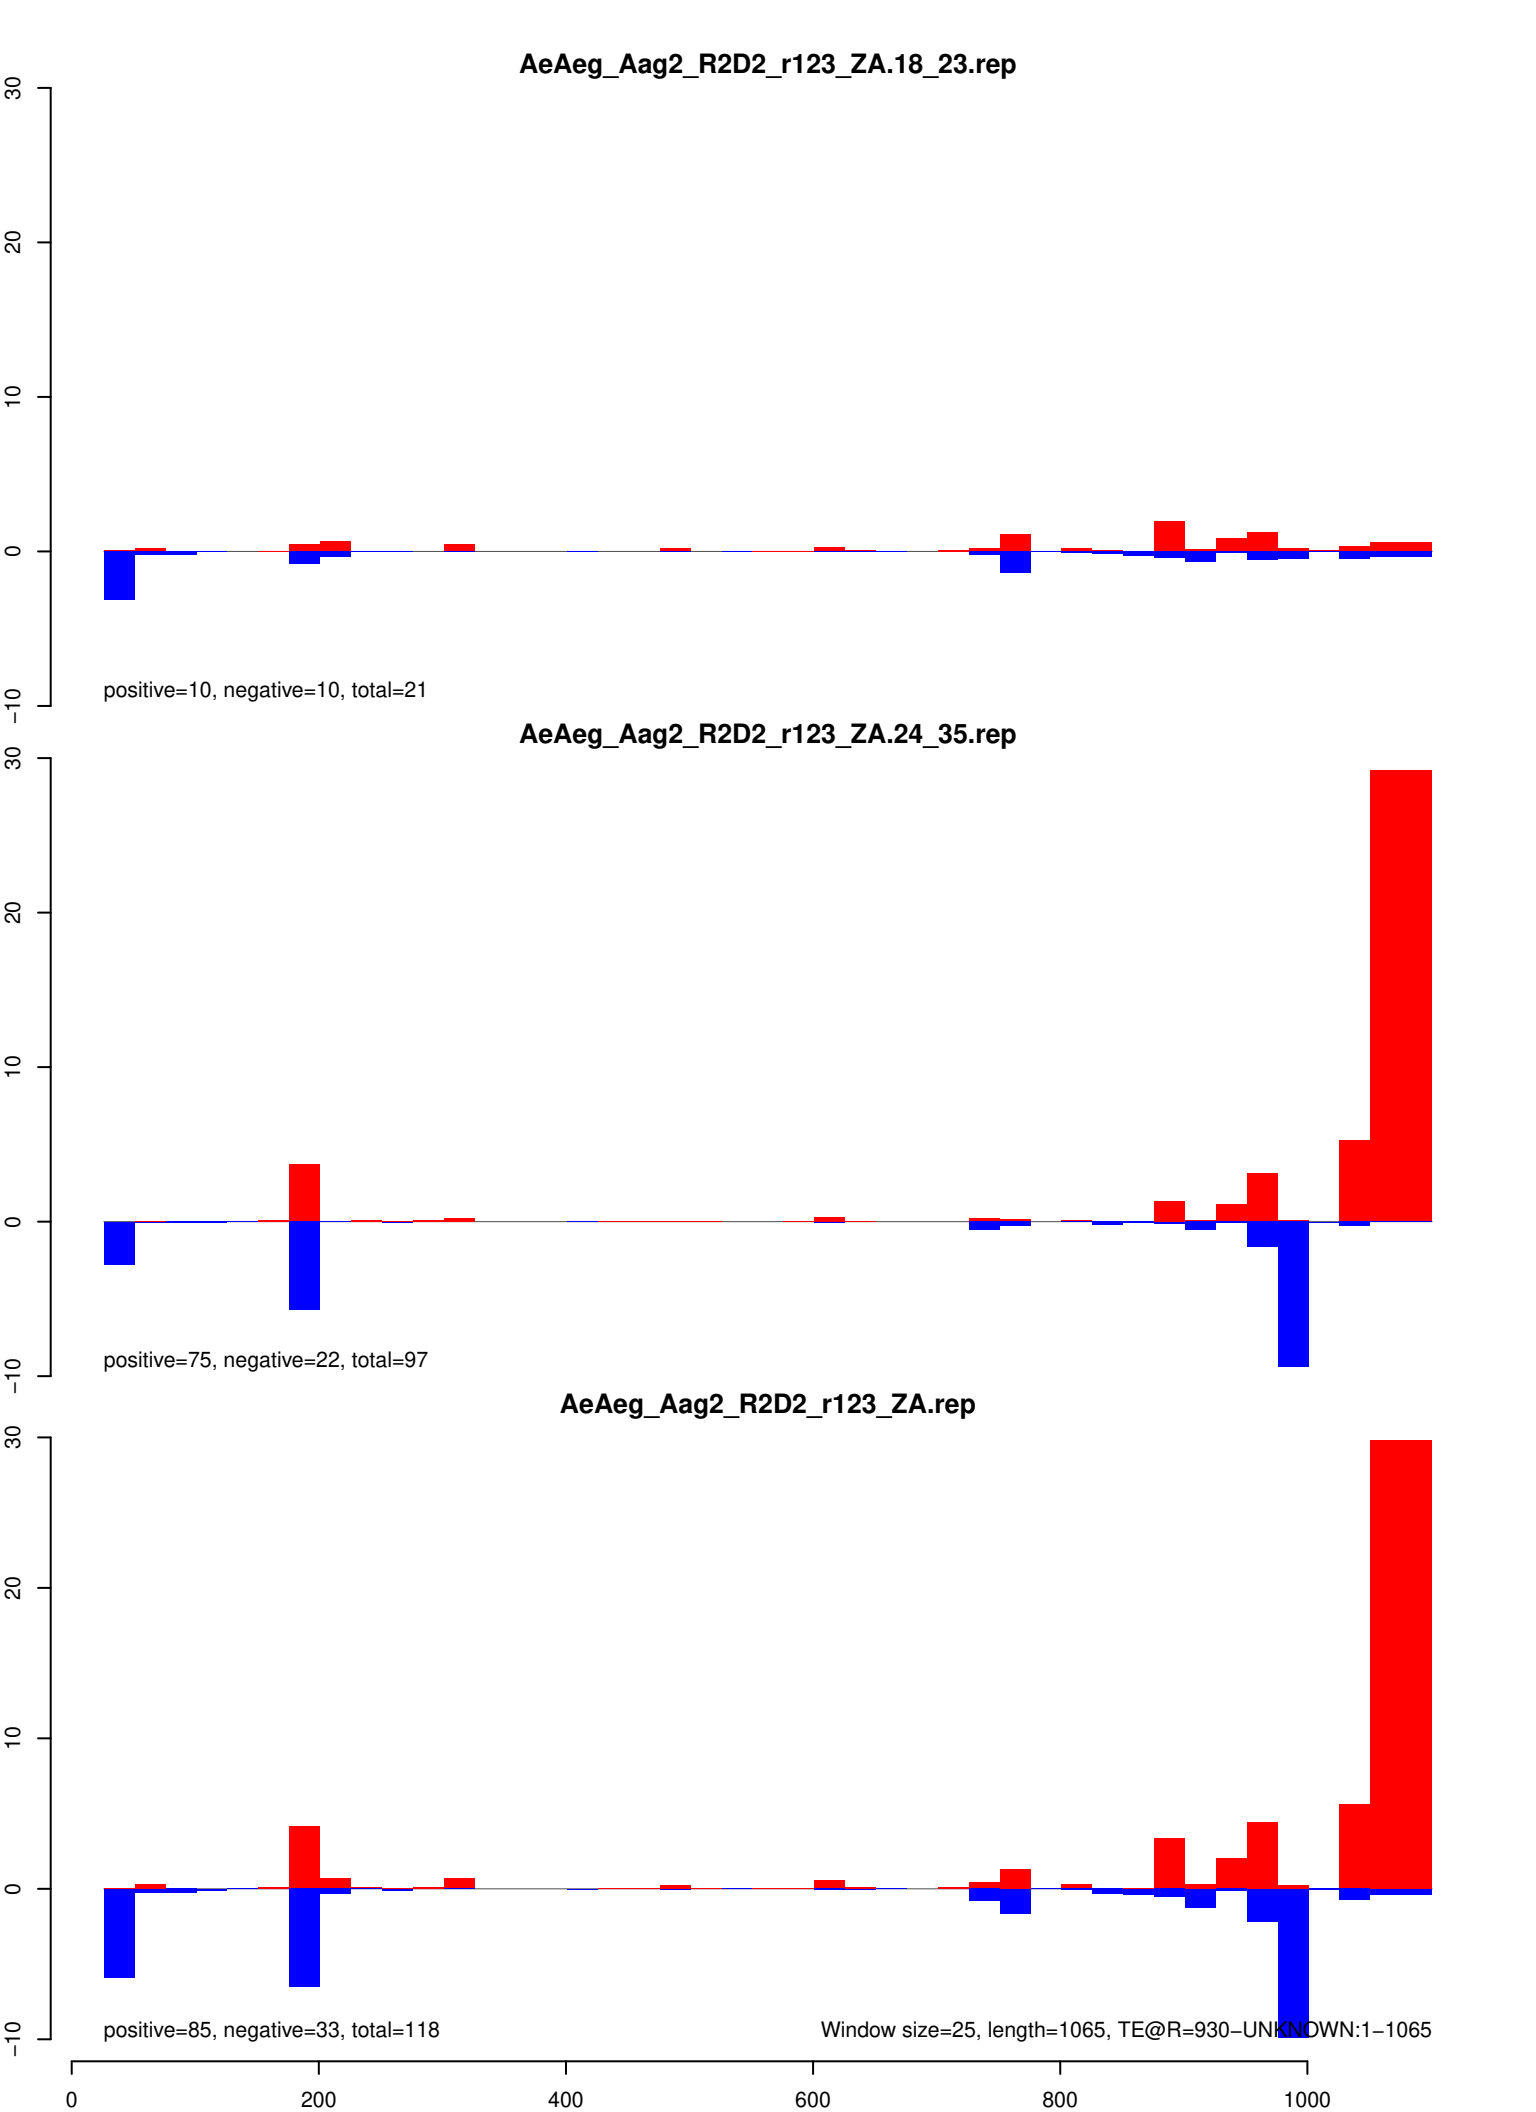 AeAeg_Aag2_R2D2_r123_ZA.18_23.rep
30
20
10
0
−10
positive=10, negative=10, total=21
AeAeg_Aag2_R2D2_r123_ZA.24_35.rep
30
20
10
0
−10
positive=75, negative=22, total=97
AeAeg_Aag2_R2D2_r123_ZA.rep
30
20
10
0
−10
positive=85, negative=33, total=118
Window size=25, length=1065, TE@R=930−UNKNOWN:1−1065
0 200 400 600 800 1000